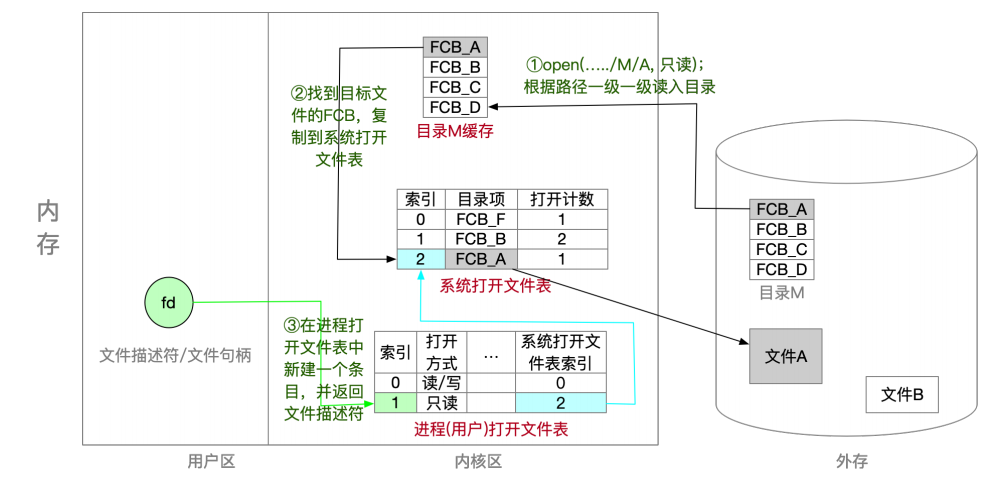 FCB_A
FCB_B
FCB_C
FCB_D
目录M缓存
①open(...../M/A, 只读);
根据路径一级一级读入目录
②找到目标文
件的FCB，复
制到系统打开
文件表
内
存
索引 目录项 打开计数
0 FCB_F 1
1 FCB_B 2
2 FCB_A 1
系统打开文件表
FCB_A
FCB_B
FCB_C
FCB_D
目录M
fd
文件描述符/文件句柄
③在进程打
开文件表中
新建一个条
目，并返回
文件描述符
索引 打开方式 ... 系统打开文件表索引
0 读/写 0
1 只读 2
进程(用户)打开文件表
文件A
文件B
用户区
内核区
外存